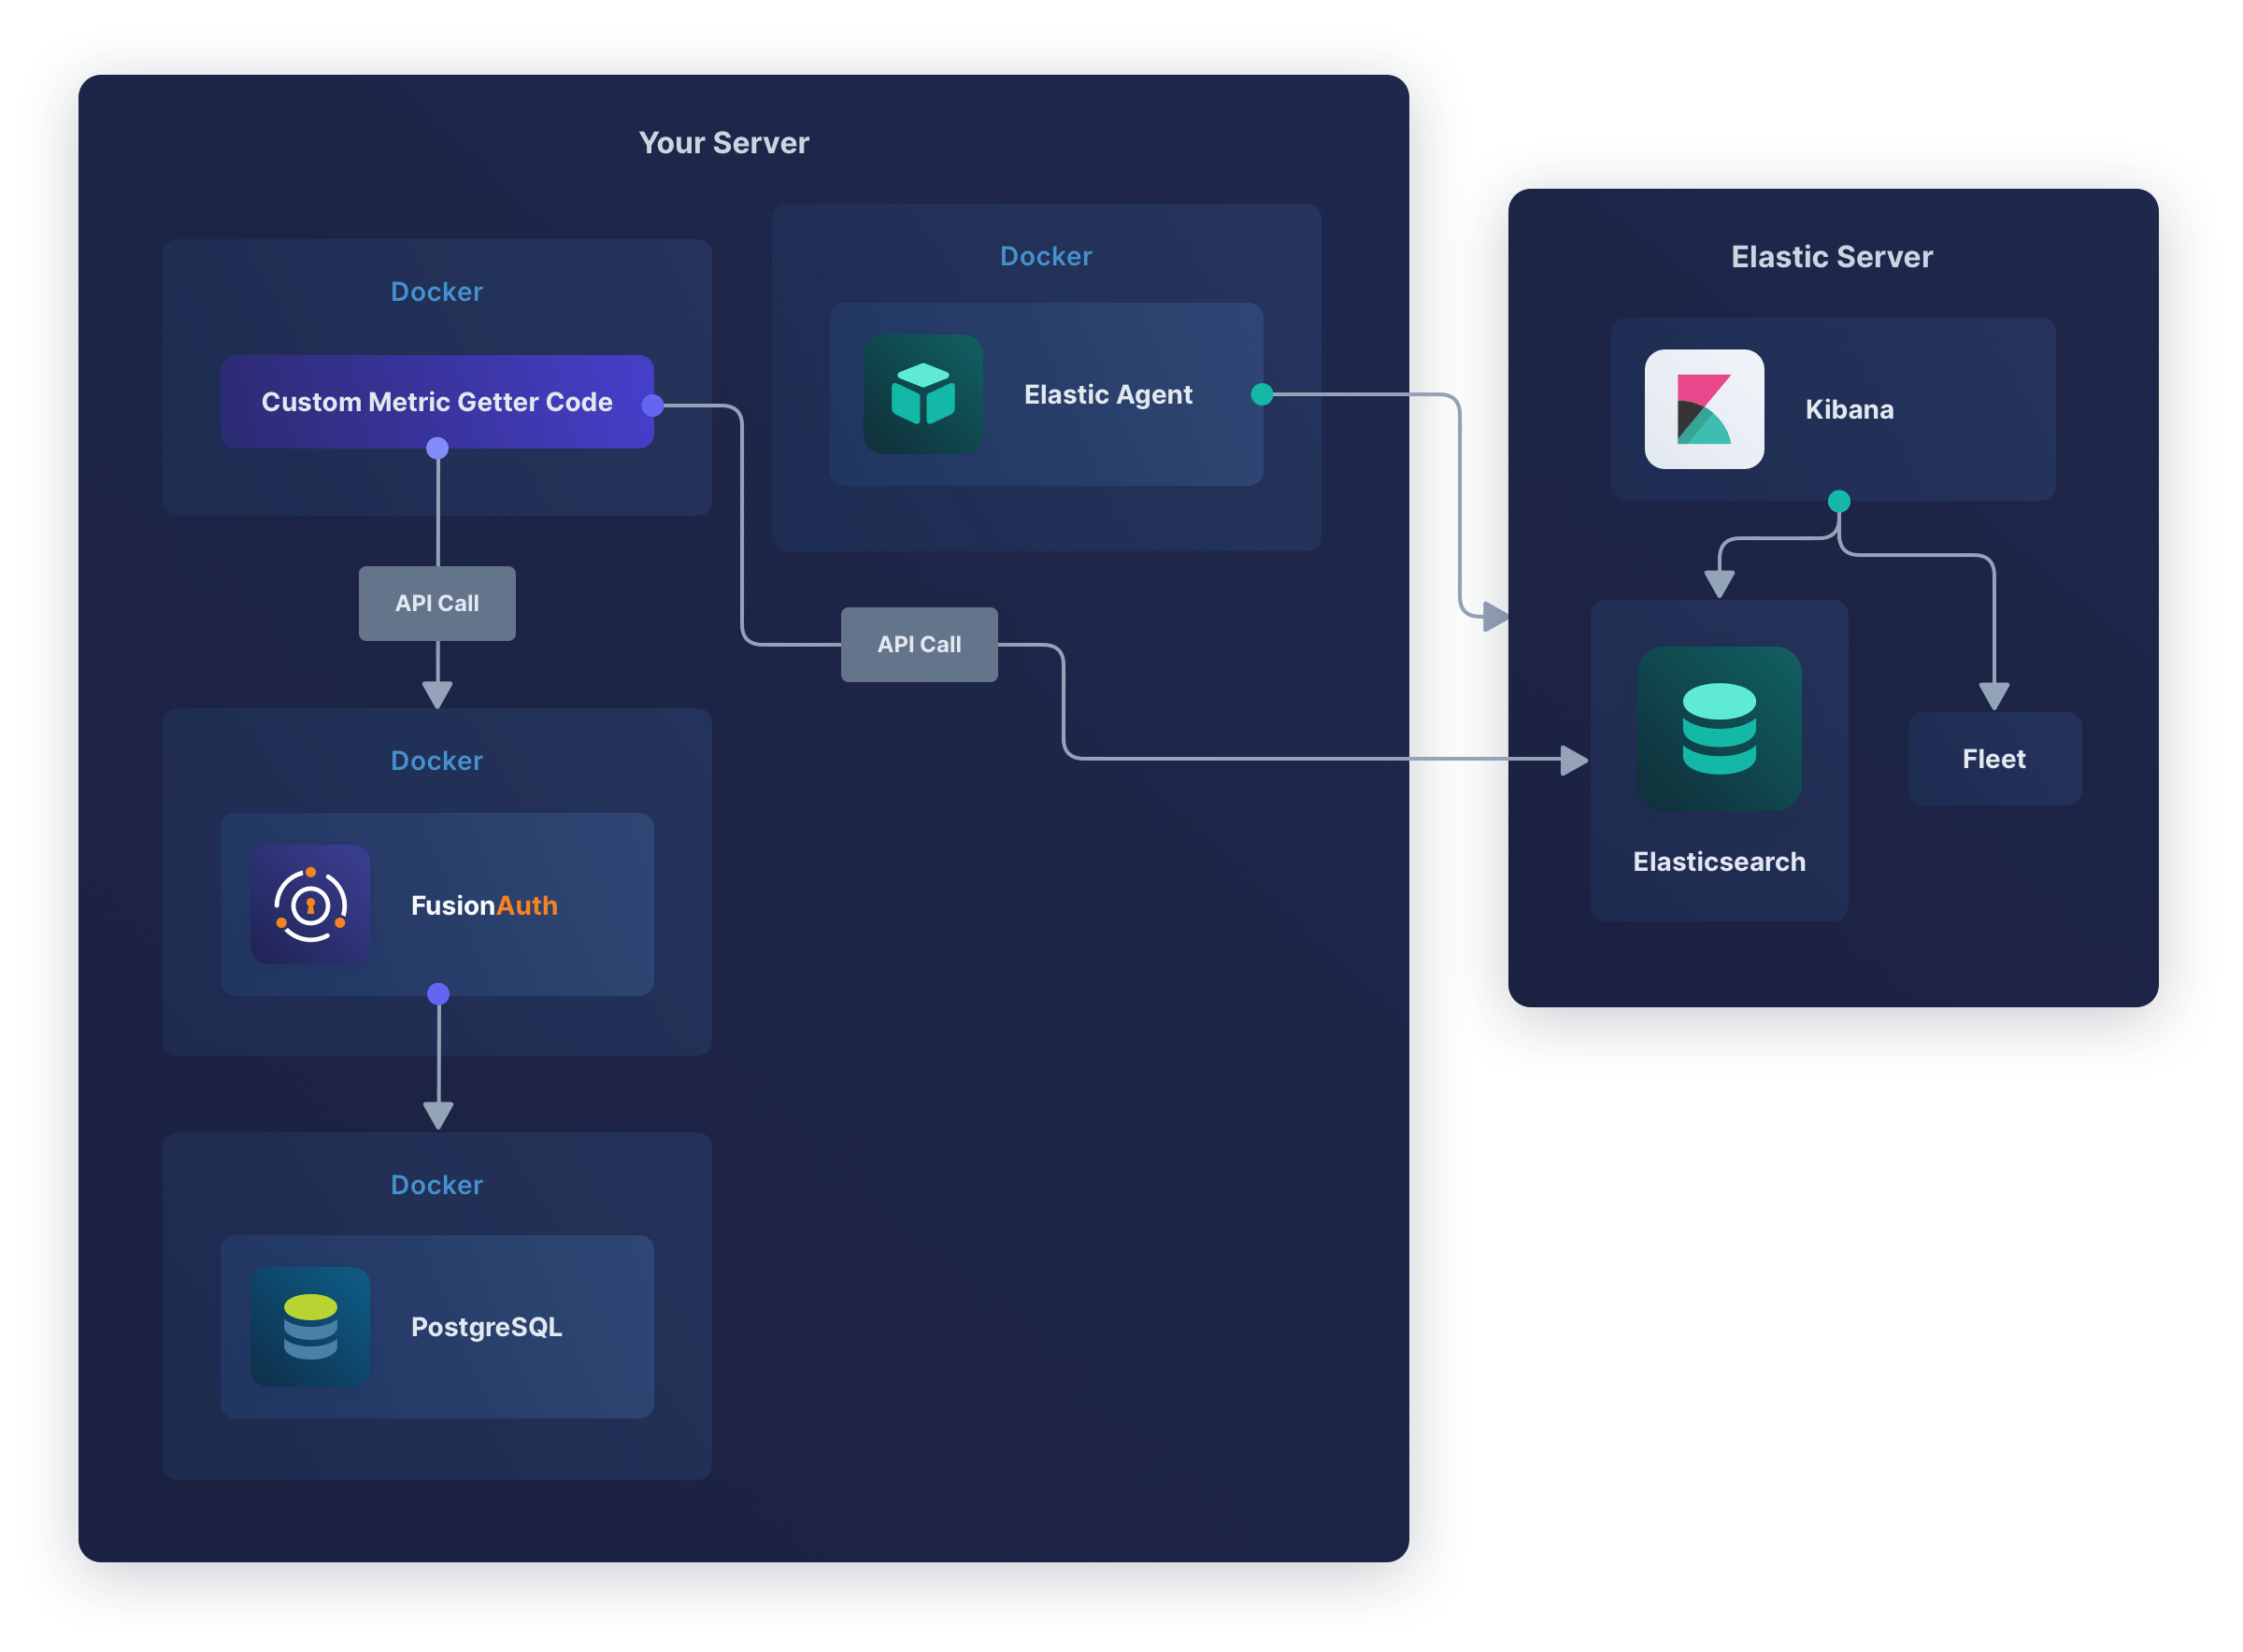 Your Server
Docker
Custom Metric Getter Code
API Call
Docker
FusionAuth
Docker
PostgreSQL
Docker
Elastic Agent
API Call
Elastic Server
Kibana
Elasticsearch
Fleet